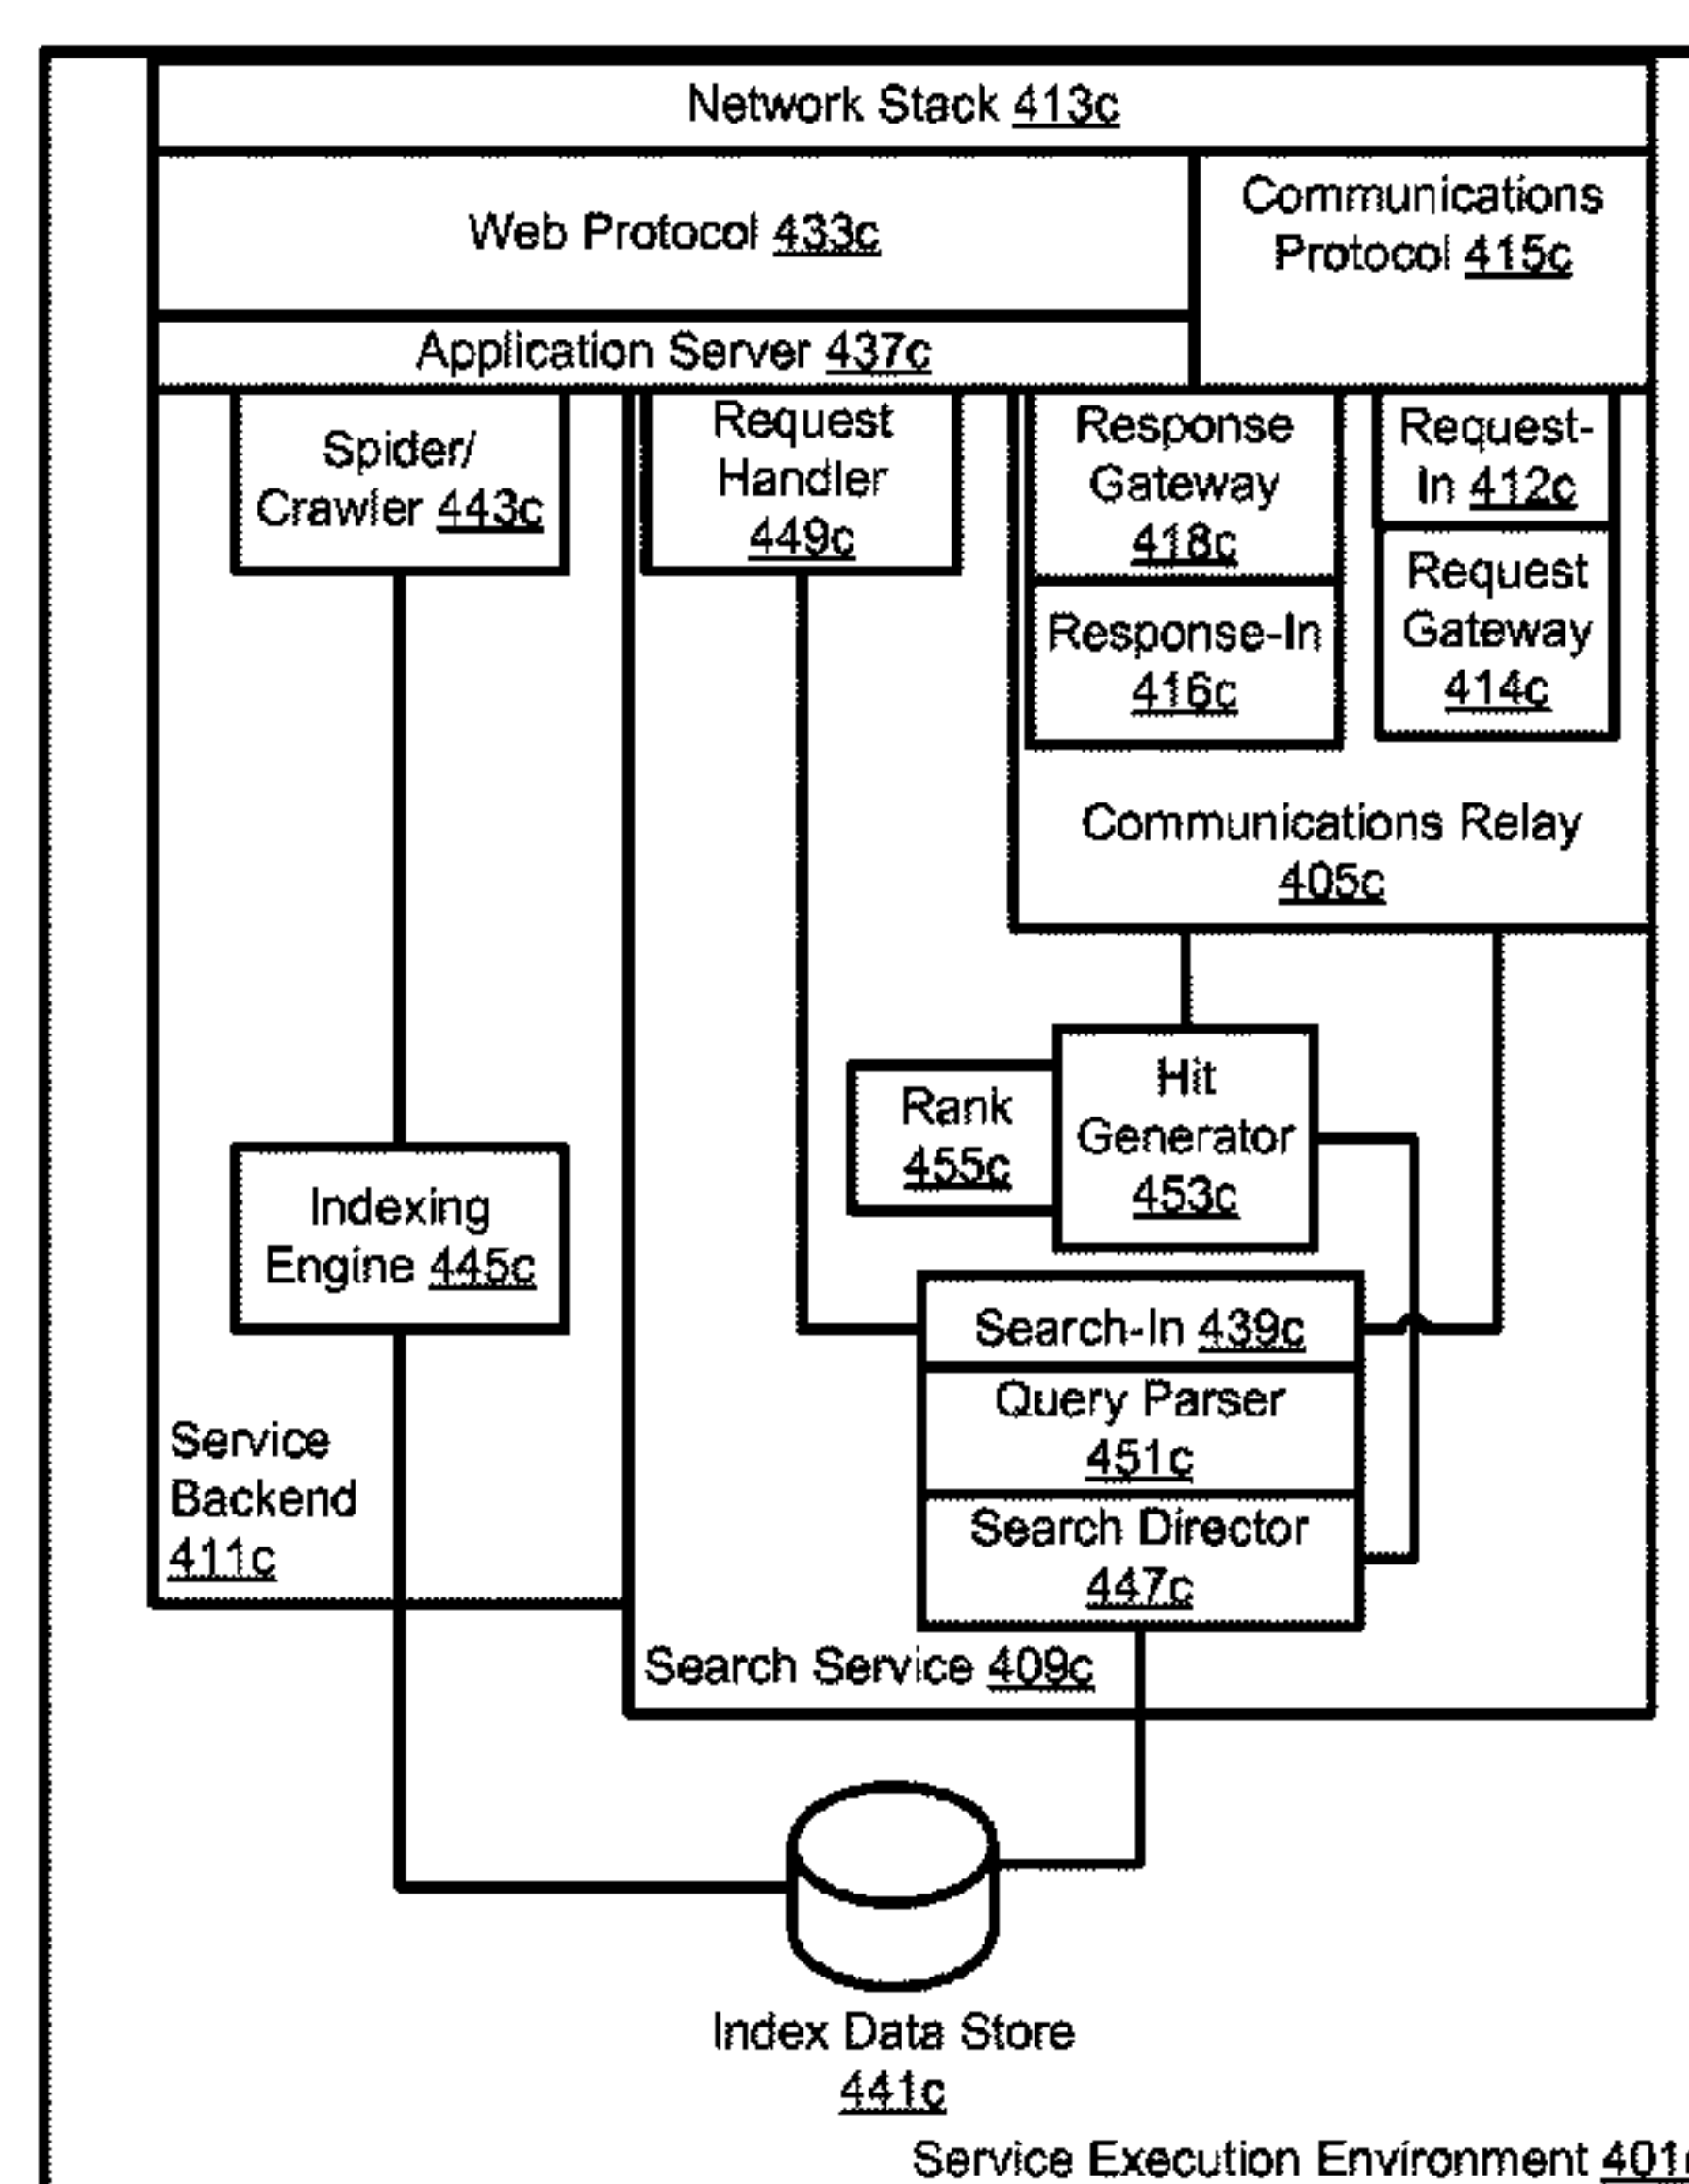 Network Stack 413c
Web Protocol 433c
Communications
Protocol 415c
Application Server 437c
Spider/
Crawler 443c
Request
Handler
449c
Response
Gateway
418c
Response-In
416c
Request-
In 412c
Request
Gateway
414c
Communications Relay
405c
Rank
455c
Hit
Generator
453c
Indexing
Engine 445c
Search-In 439c
Query Parser
451c
Search Director
447c
Service
Backend
411c
Search Service 409c
Index Data Store
441c
Service Execution Environment